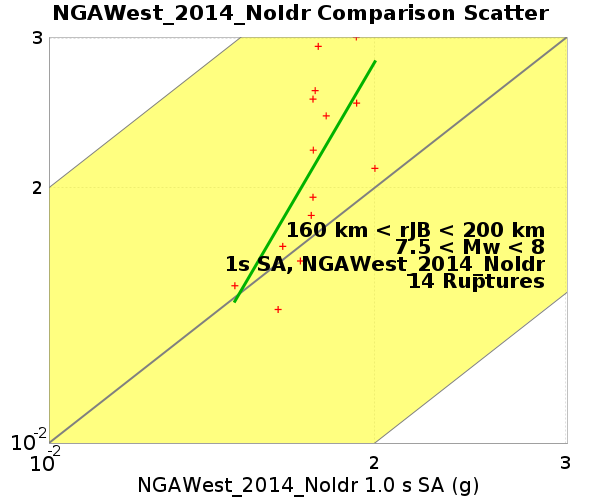 NGAWest_2014_NoIdr Comparison Scatter
3
2
160 km < rJB < 200 km
7.5 < Mw < 8
1s SA, NGAWest_2014_NoIdr
14 Ruptures
10-2
10-2 2 3
NGAWest_2014_NoIdr 1.0 s SA (g)